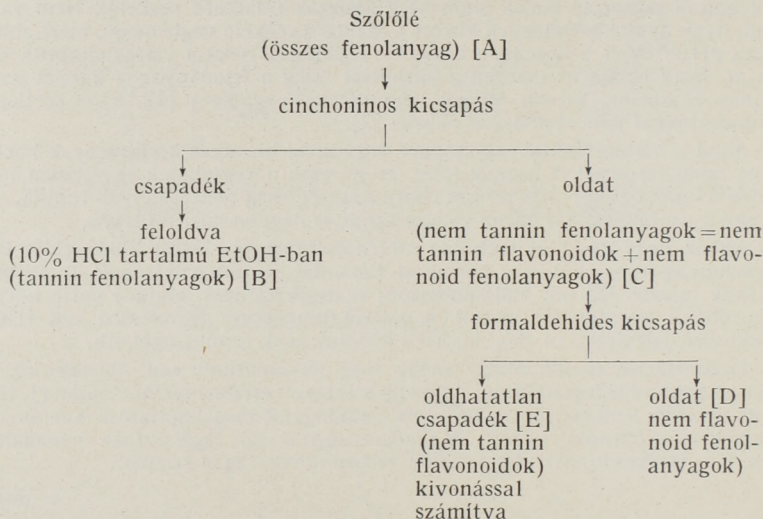 Szőlőlé
(összes fenolanyag) [A]
cinchoninos kicsapás
csapadék
feloldva
(10% HCl tartalmú EtOH-ban
(tannin fenolanyagok) [B]
oldat
(nem tannin fenolanyagok=nem
tannin flavonoidok+nem flavo-
noid fenolanyagok) [C]
formaldehides kicsapás
oldhatatlan
csapadék [E]
(nem tannin
flavonoidok)
kivonással
számítva
oldat [D]
nem flavo-
noid fenol-
anyagok)